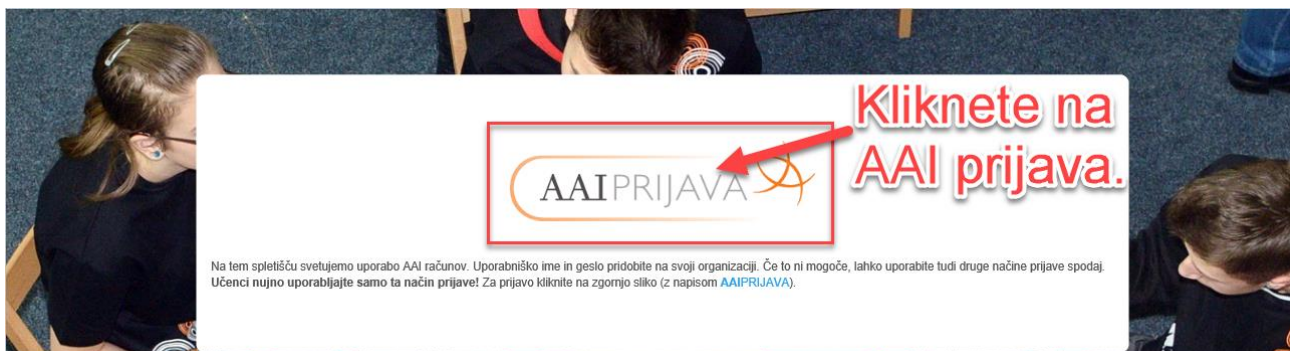 Kliknete na
AAI prijava.
AAIPRIJAVA
Na tem spletišču svetujemo uporabo AAI računov. Uporabniško ime in geslo pridobite na svoji organizaciji. Če to ni mogoče, lahko uporabite tudi druge načine prijave spodaj.
Učenci nujno uporabljajte samo ta način prijave! Za prijavo kliknite na zgornjo sliko (z napisom AAIPRIJAVA).